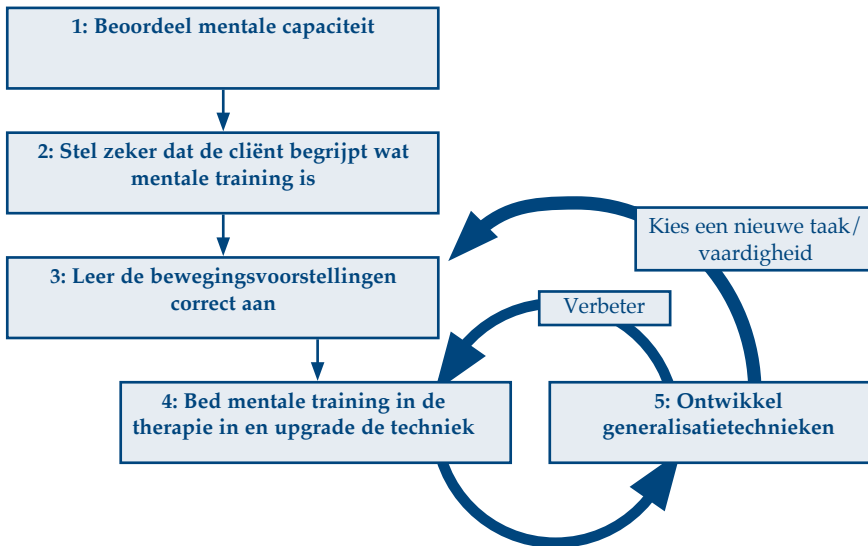 1: Beoordeel mentale capaciteit
2: Stel zeker dat de cliënt begrijpt wat
mentale training is
3: Leer de bewegingsvoorstellingen
correct aan
Kies een nieuwe taak/
vaardigheid
Verbeter
4: Bed mentale training in de
therapie in en upgrade de techniek
5: Ontwikkel
generalisatietechnieken